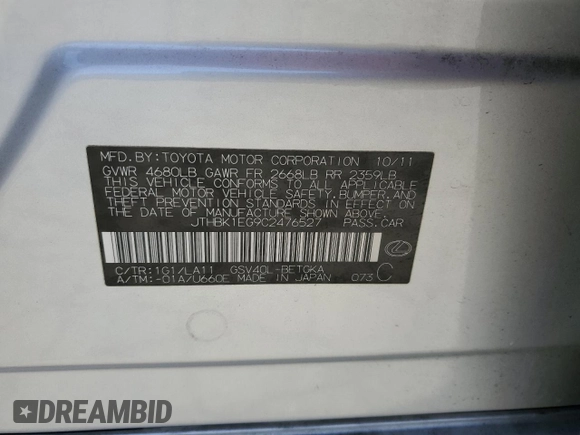 MFD.BY:TOYOTA MOTOR CORPORATION 10/11
GVWR 4680LB GAWR FR 2668LB RR 2359LB
THIS VEHICLE CONFORMS TO ALL APPLICABLE
FEDERAL MOTOR VEHICLE SAFETY,BUMPER,AND
THEFT PREVENTION STANDARDS IN EFFECT ON
THE DATE OF MANUFACTURE SHOWN ABOVE.
JTHBK1EG9C2476527 PASS.CAR
C/TR:1G1/LA11 GSV40L-BETGKA
A/TM:-01A/U660E MADE IN JAPAN 073 C
DREAMBID